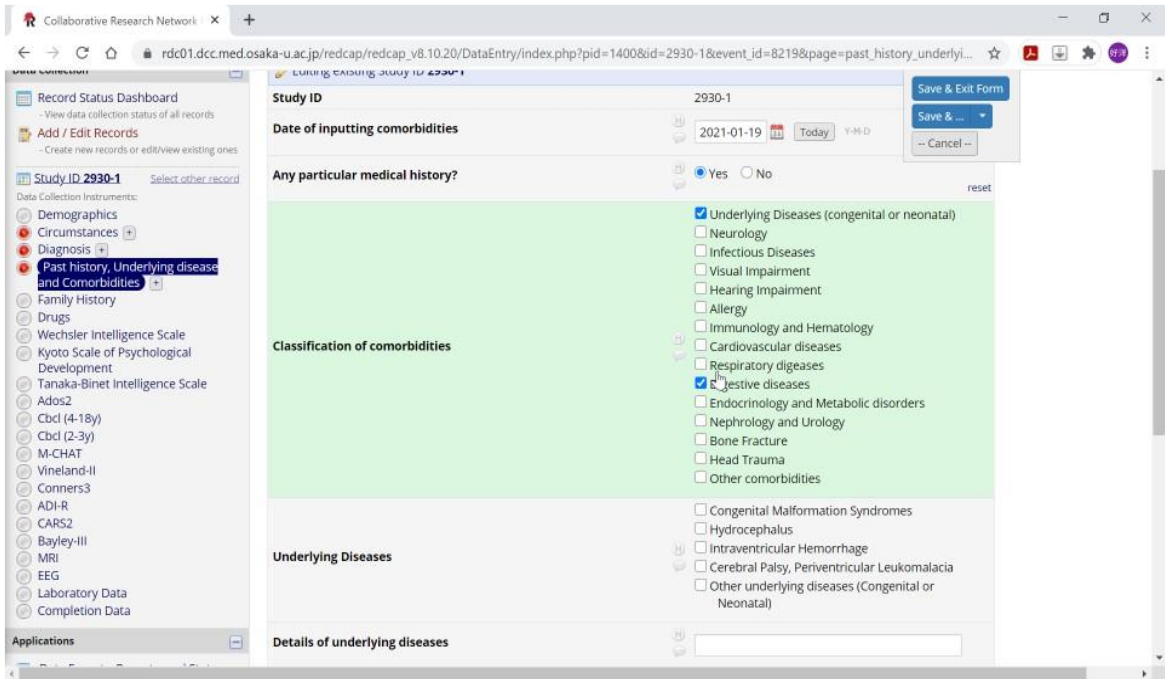 Collaborative Research Network
rdc01.dcc.med.osaka-u.ac.jp/redcap/redcap_v8.10.20/DataEntry/index.php?pid=1400&id=2930-1&event_id=8219&page=past_history_underlyi...
Data Collection
Record Status Dashboard
- View data collection status of all records
Add / Edit Records
- Create new records or edit/view existing ones
Study ID 2930-1 Select other record
Data Collection Instruments:
Demographics
Circumstances
Diagnosis
Past history, Underlying disease
and Comorbidities
Family History
Drugs
Wechsler Intelligence Scale
Kyoto Scale of Psychological
Development
Tanaka-Binet Intelligence Scale
Ados2
Cbcl (4-18y)
Cbcl (2-3y)
M-CHAT
Vineland-II
Conners3
ADI-R
CARS2
Bayley-III
MRI
EEG
Laboratory Data
Completion Data
Applications
Editing existing Study ID 2930-1
Study ID 2930-1
Date of inputting comorbidities 2021-01-19 Today Y-M-D
Any particular medical history? Yes No
reset
Classification of comorbidities
Underlying Diseases (congenital or neonatal)
Neurology
Infectious Diseases
Visual Impairment
Hearing Impairment
Allergy
Immunology and Hematology
Cardiovascular diseases
Respiratory digeases
Digestive diseases
Endocrinology and Metabolic disorders
Nephrology and Urology
Bone Fracture
Head Trauma
Other comorbidities
Underlying Diseases
Congenital Malformation Syndromes
Hydrocephalus
Intraventricular Hemorrhage
Cerebral Palsy, Periventricular Leukomalacia
Other underlying diseases (Congenital or
Neonatal)
Details of underlying diseases
Save & Exit Form
Save & ...
-- Cancel --